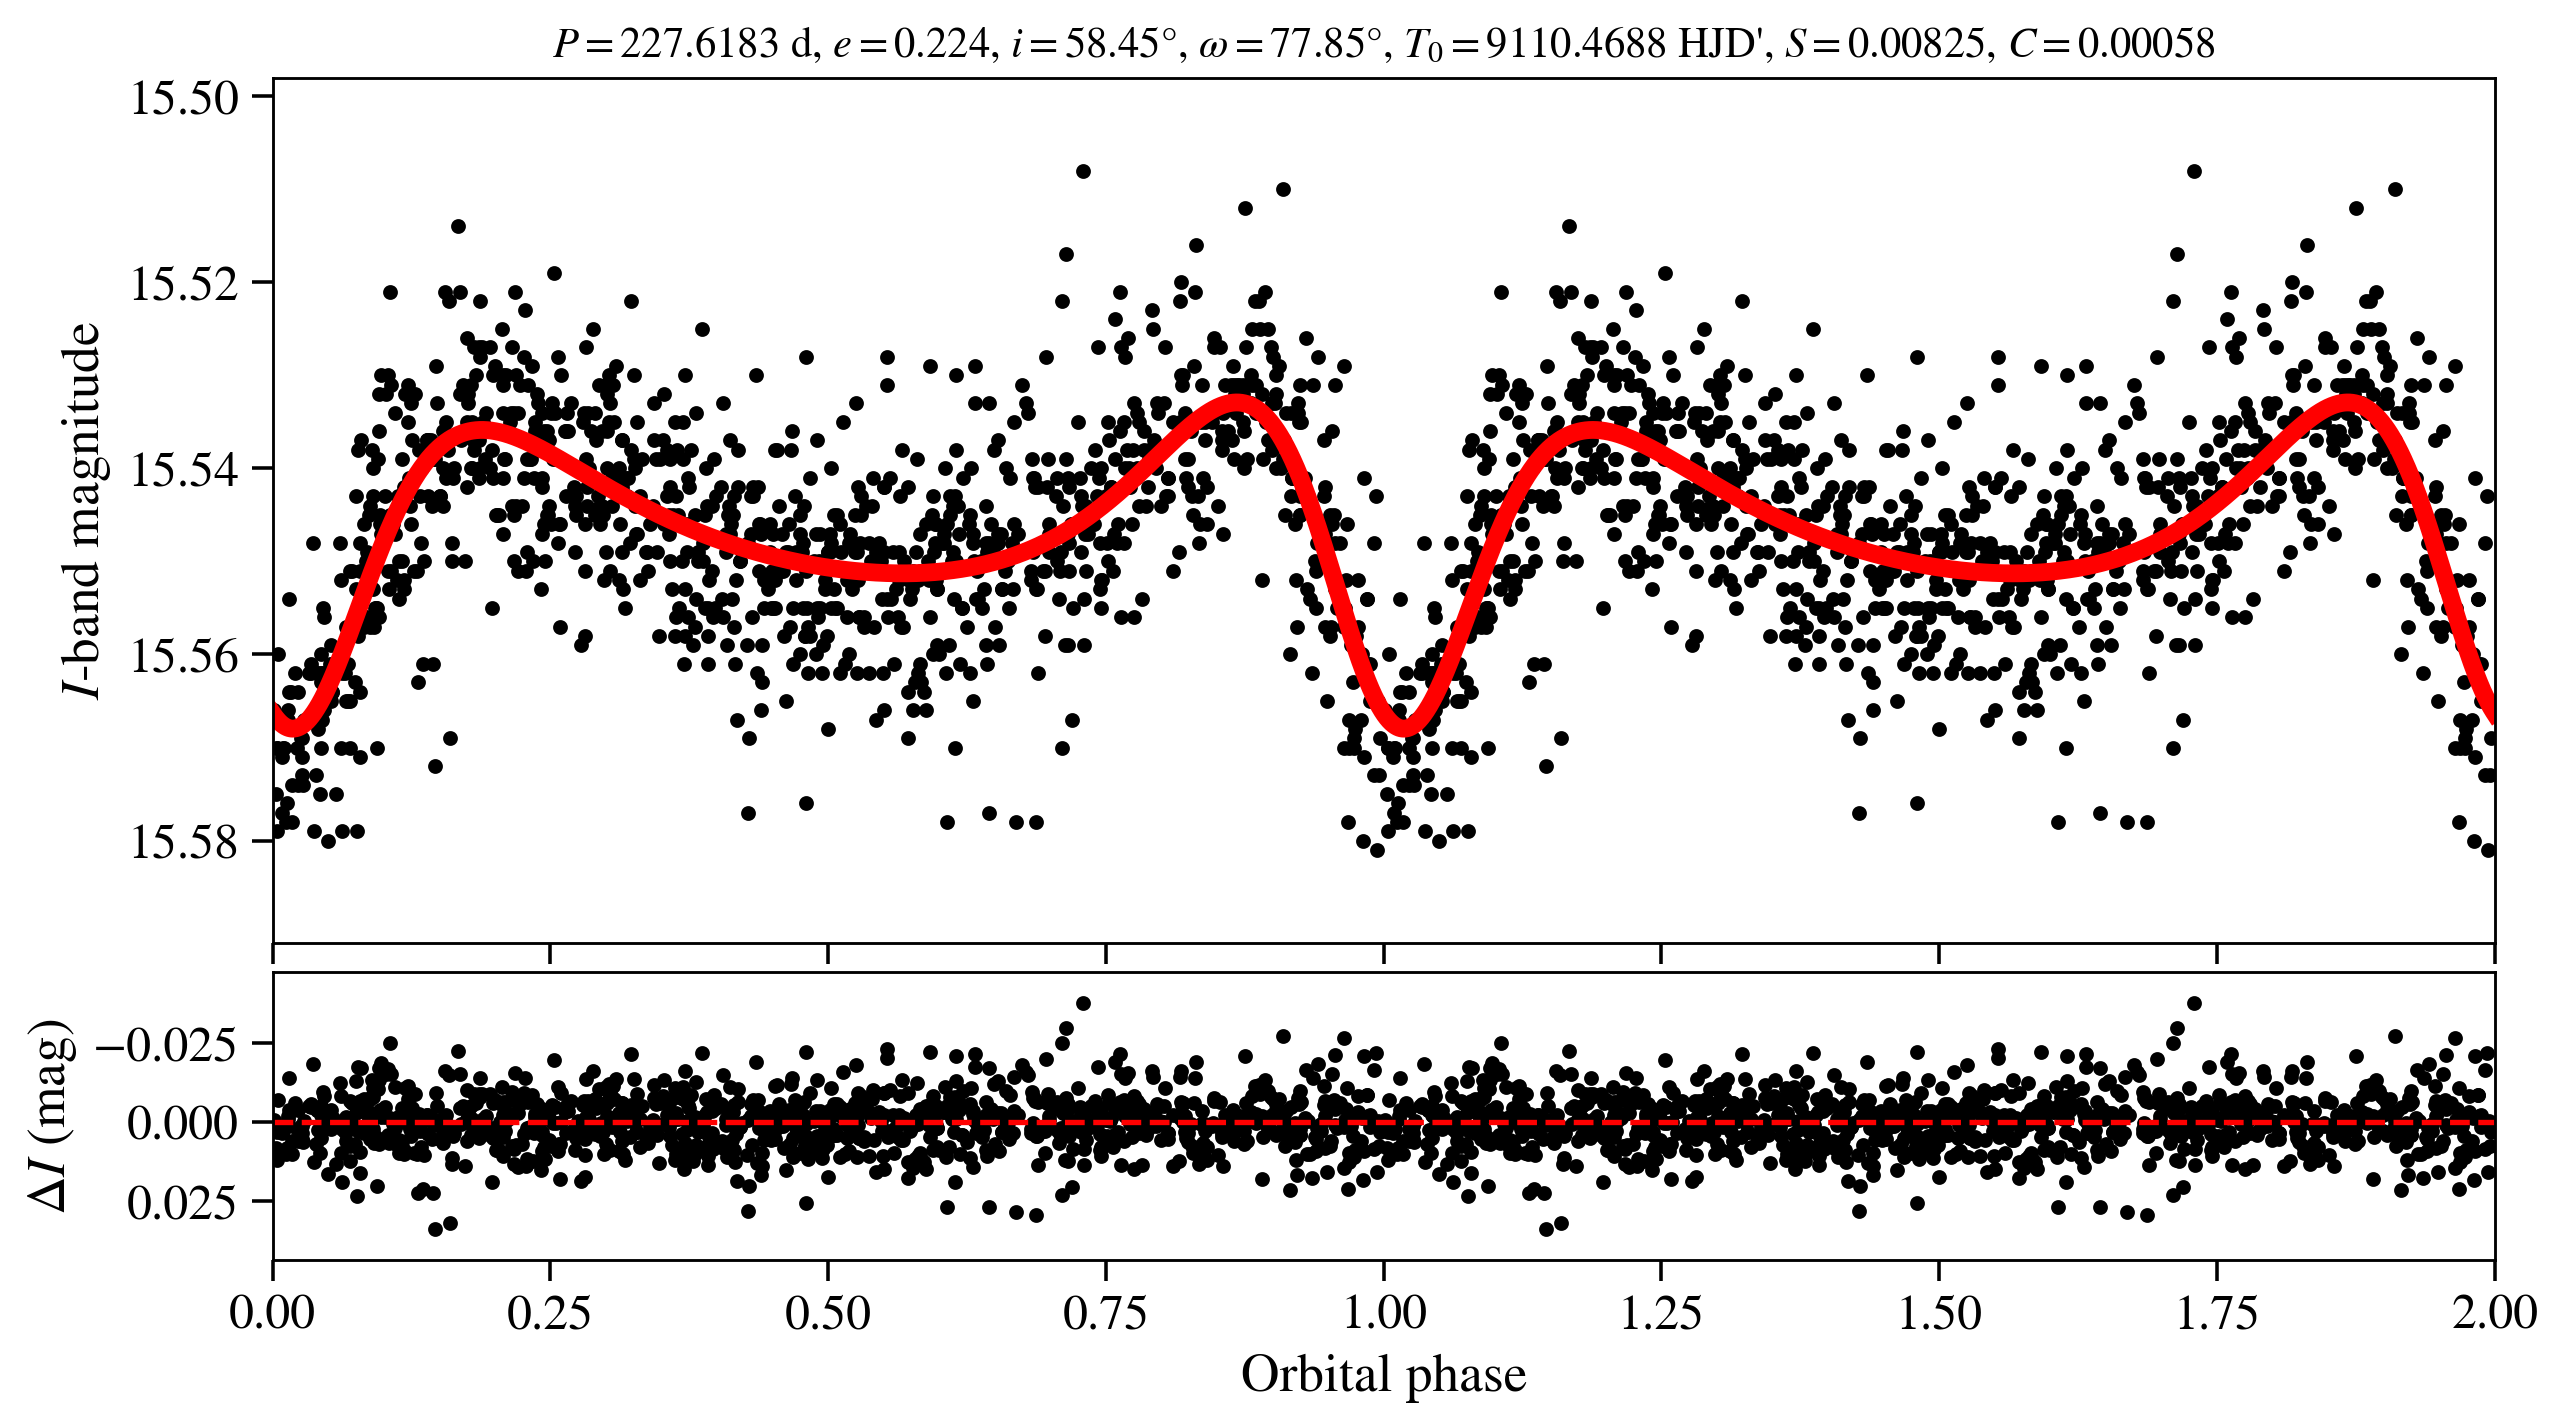 P = 227.6183 d, e = 0.224, i = 58.45°, ω = 77.85°, T₀ = 9110.4688 HJD', S = 0.00825, C = 0.00058
15.50
15.52
15.54
15.56
15.58
I-band magnitude
−0.025
0.000
0.025
ΔI (mag)
0.00 0.25 0.50 0.75 1.00 1.25 1.50 1.75 2.00
Orbital phase